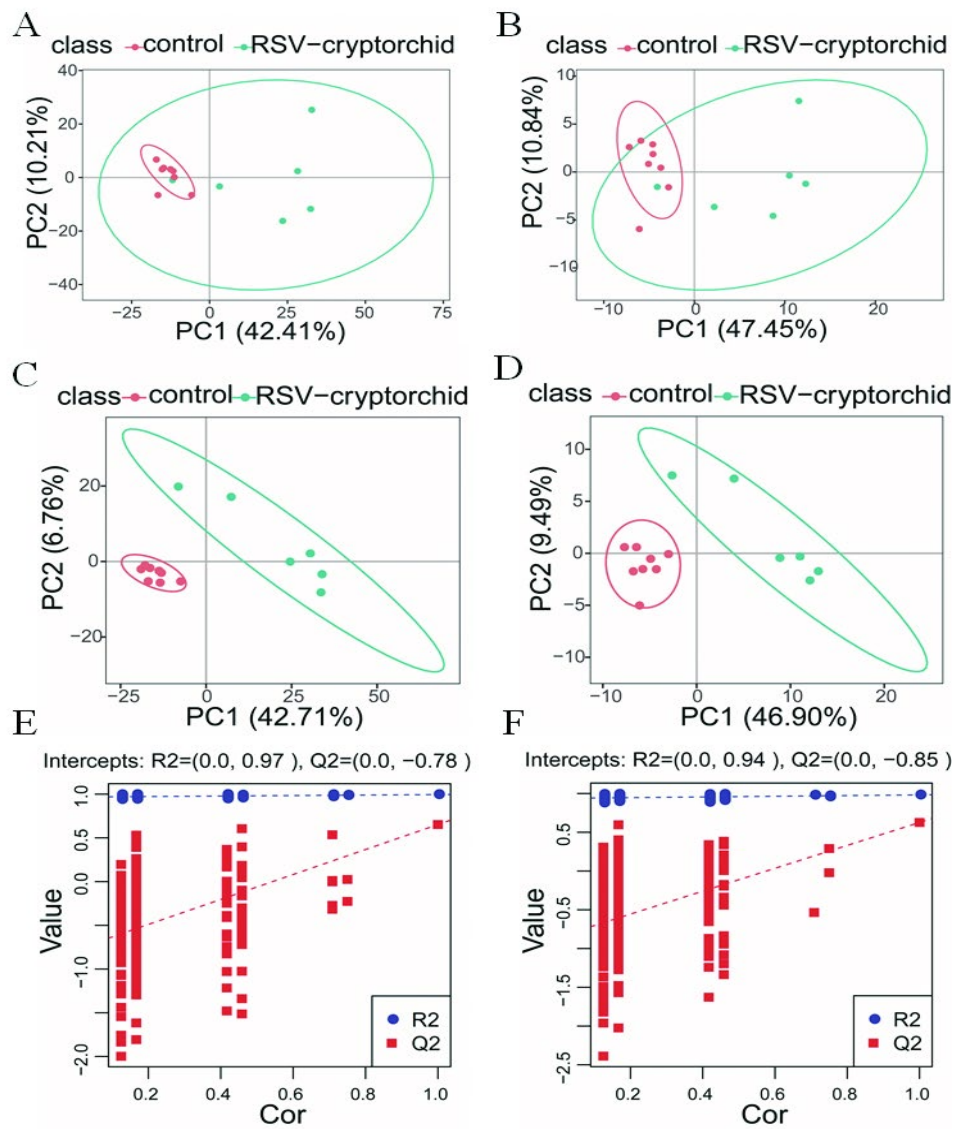 A
class control RSV−cryptorchid
40
20
0
−20
−40
PC2 (10.21%)
−25 0 25 50 75
PC1 (42.41%)
B
class control RSV−cryptorchid
10
5
0
−5
−10
PC2 (10.84%)
−10 0 10 20
PC1 (47.45%)
C
class control RSV−cryptorchid
20
0
−20
PC2 (6.76%)
−25 0 25 50
PC1 (42.71%)
D
class control RSV−cryptorchid
10
5
0
−5
−10
PC2 (9.49%)
−10 0 10 20
PC1 (46.90%)
E
Intercepts: R2=(0.0, 0.97 ), Q2=(0.0, −0.78 )
1.0
0.5
0.0
−1.0
−2.0
Value
R2
Q2
0.2 0.4 0.6 0.8 1.0
Cor
F
Intercepts: R2=(0.0, 0.94 ), Q2=(0.0, −0.85 )
0.5
−0.5
−1.5
−2.5
Value
R2
Q2
0.2 0.4 0.6 0.8 1.0
Cor